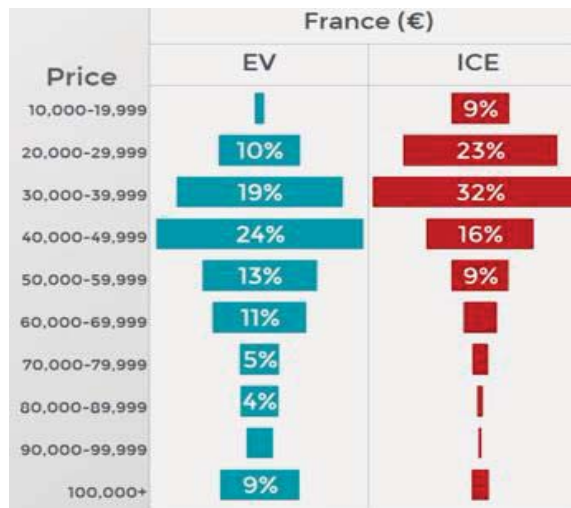 France (€)
Price EV ICE
10,000-19,999 9%
20,000-29,999 10% 23%
30,000-39,999 19% 32%
40,000-49,999 24% 16%
50,000-59,999 13% 9%
60,000-69,999 11%
70,000-79,999 5%
80,000-89,999 4%
90,000-99,999
100,000+ 9%